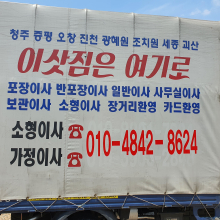 청주 증평 오창 진천 광혜원 조치원 세종 괴산
이삿짐은 여기로
포장이사 반포장이사 일반이사 사무실이사
보관이사 소형이사 장거리환영 카드환영
소형이사 ☎ 010-4842-8624
가정이사 ☎